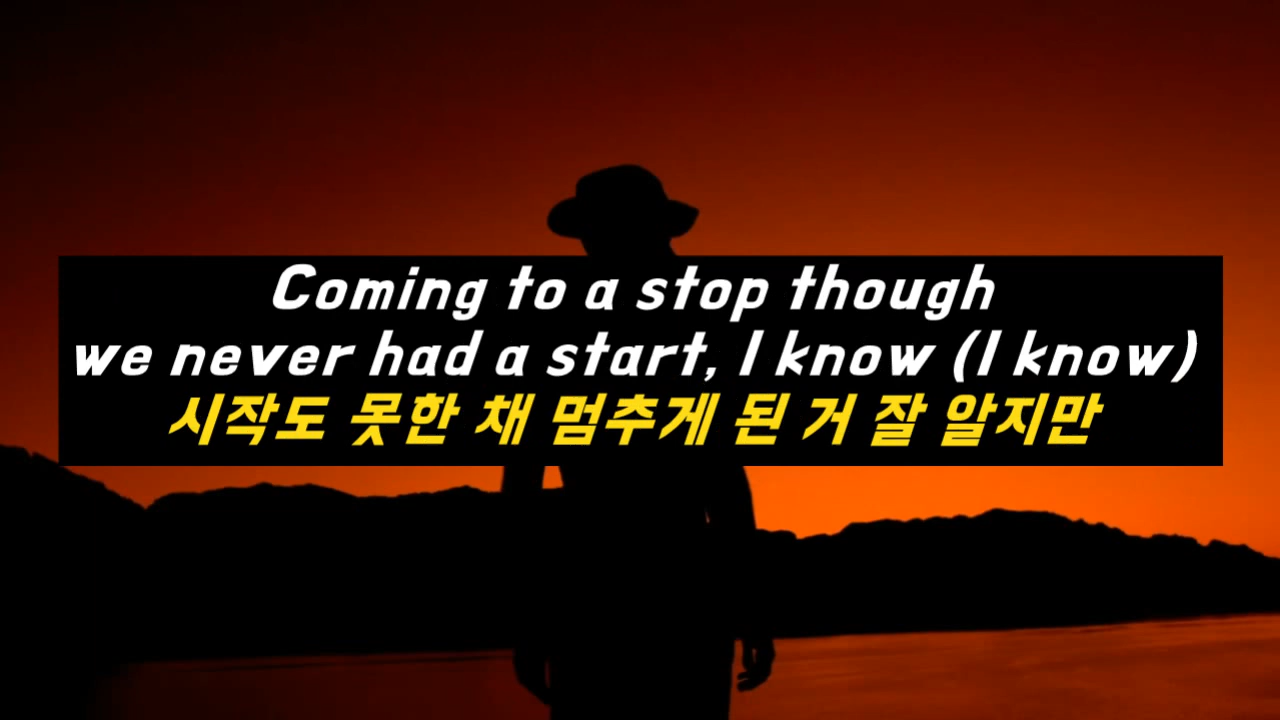 Coming to a stop though
we never had a start, I know (I know)
시작도 못한 채 멈추게 된 거 잘 알지만